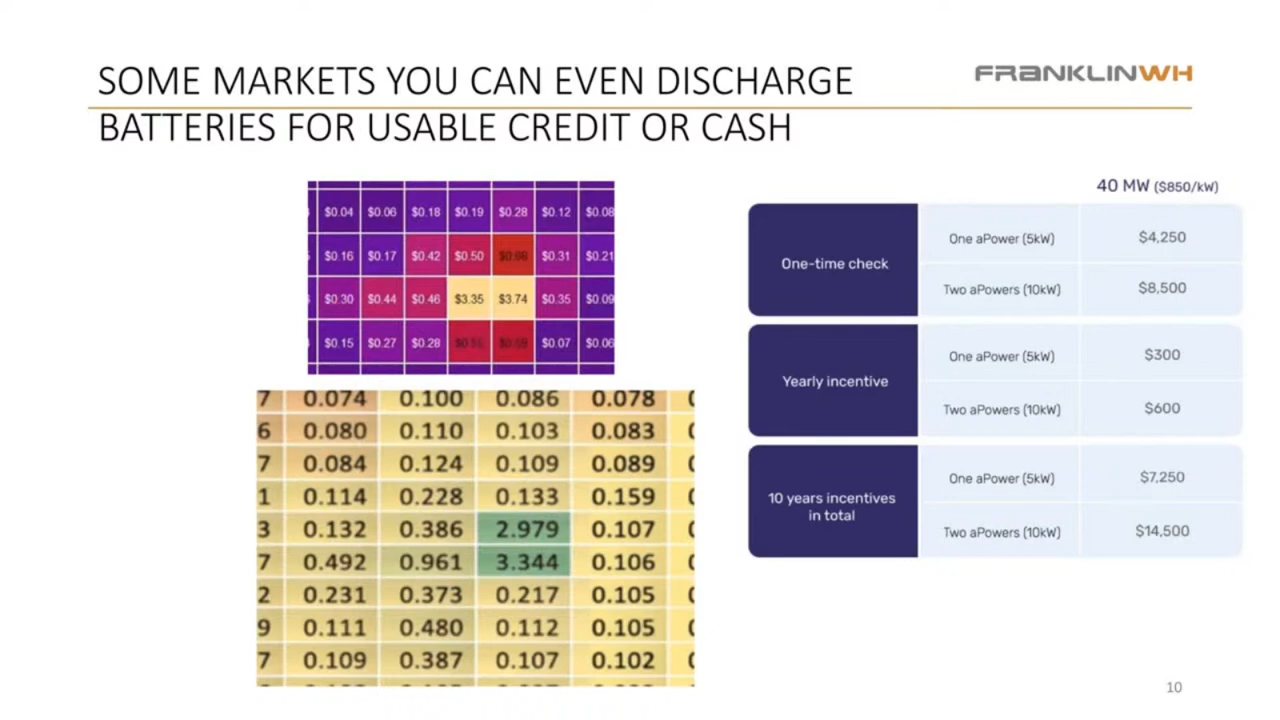 SOME MARKETS YOU CAN EVEN DISCHARGE
BATTERIES FOR USABLE CREDIT OR CASH
FRANKLINWH
$0.04 $0.06 $0.18 $0.19 $0.28 $0.12 $0.08
$0.16 $0.17 $0.42 $0.50 $0.31 $0.21
$0.30 $0.44 $0.46 $3.35 $3.74 $0.35 $0.09
$0.15 $0.27 $0.28 $0.07 $0.06
7 0.074 0.100 0.086 0.078
6 0.080 0.110 0.103 0.083
7 0.084 0.124 0.109 0.089
1 0.114 0.228 0.133 0.159
3 0.132 0.386 2.979 0.107
7 0.492 0.961 3.344 0.106
2 0.231 0.373 0.217 0.105
9 0.111 0.480 0.112 0.105
7 0.109 0.387 0.107 0.102
40 MW ($850/kW)
One-time check
One aPower (5kW) $4,250
Two aPowers (10kW) $8,500
Yearly incentive
One aPower (5kW) $300
Two aPowers (10kW) $600
10 years incentives
in total
One aPower (5kW) $7,250
Two aPowers (10kW) $14,500
10